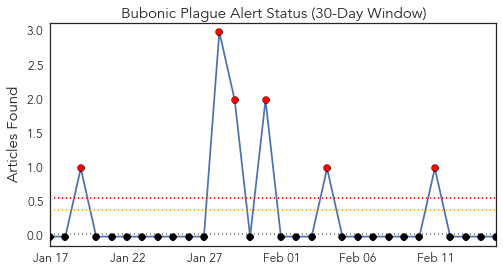 Bubonic Plague Alert Status (30-Day Window)
Articles Found
3.0
2.5
2.0
1.5
1.0
0.5
0.0
Jan 17 Jan 22 Jan 27 Feb 01 Feb 06 Feb 11